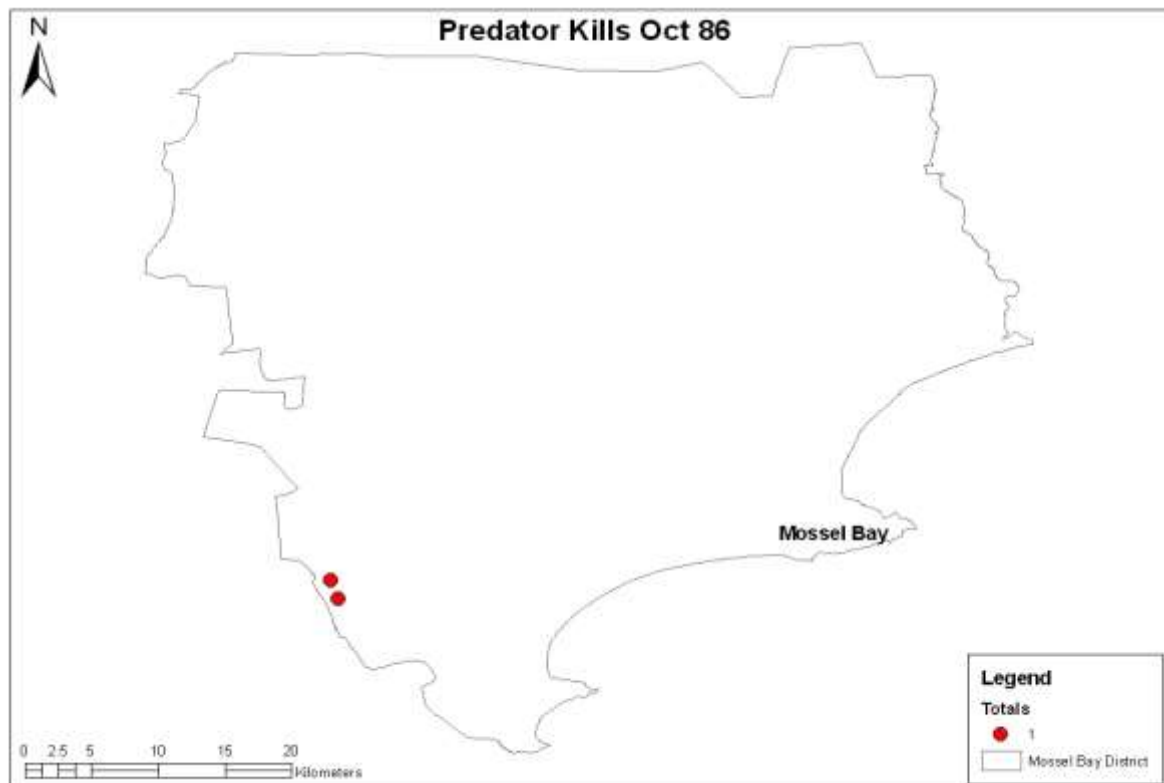 Predator Kills Oct 86
N
Mossel Bay
Legend
Totals
1
Mossel Bay District
0 2.5 5 10 15 20
Kilometers